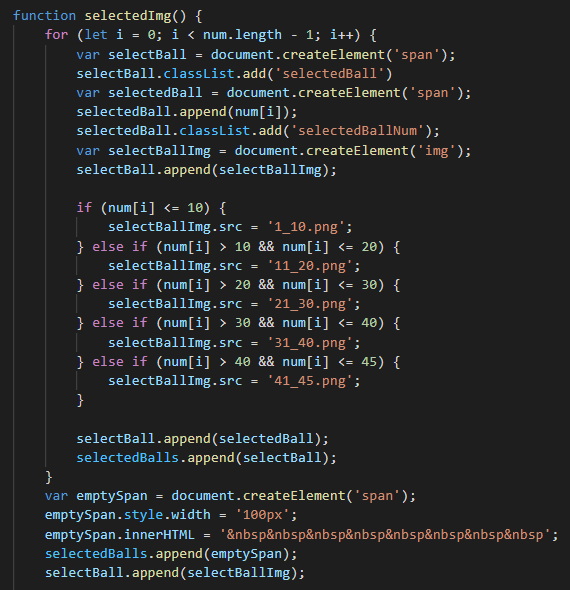 function selectedImg() {
for (let i = 0; i < num.length - 1; i++) {
var selectBall = document.createElement('span');
selectBall.classList.add('selectedBall')
var selectedBall = document.createElement('span');
selectedBall.append(num[i]);
selectedBall.classList.add('selectedBallNum');
var selectBallImg = document.createElement('img');
selectBall.append(selectBallImg);
if (num[i] <= 10) {
selectBallImg.src = '1_10.png';
} else if (num[i] > 10 && num[i] <= 20) {
selectBallImg.src = '11_20.png';
} else if (num[i] > 20 && num[i] <= 30) {
selectBallImg.src = '21_30.png';
} else if (num[i] > 30 && num[i] <= 40) {
selectBallImg.src = '31_40.png';
} else if (num[i] > 40 && num[i] <= 45) {
selectBallImg.src = '41_45.png';
}
selectBall.append(selectedBall);
selectedBalls.append(selectBall);
}
var emptySpan = document.createElement('span');
emptySpan.style.width = '100px';
emptySpan.innerHTML = '&nbsp&nbsp&nbsp&nbsp&nbsp&nbsp&nbsp&nbsp';
selectedBalls.append(emptySpan);
selectBall.append(selectBallImg);